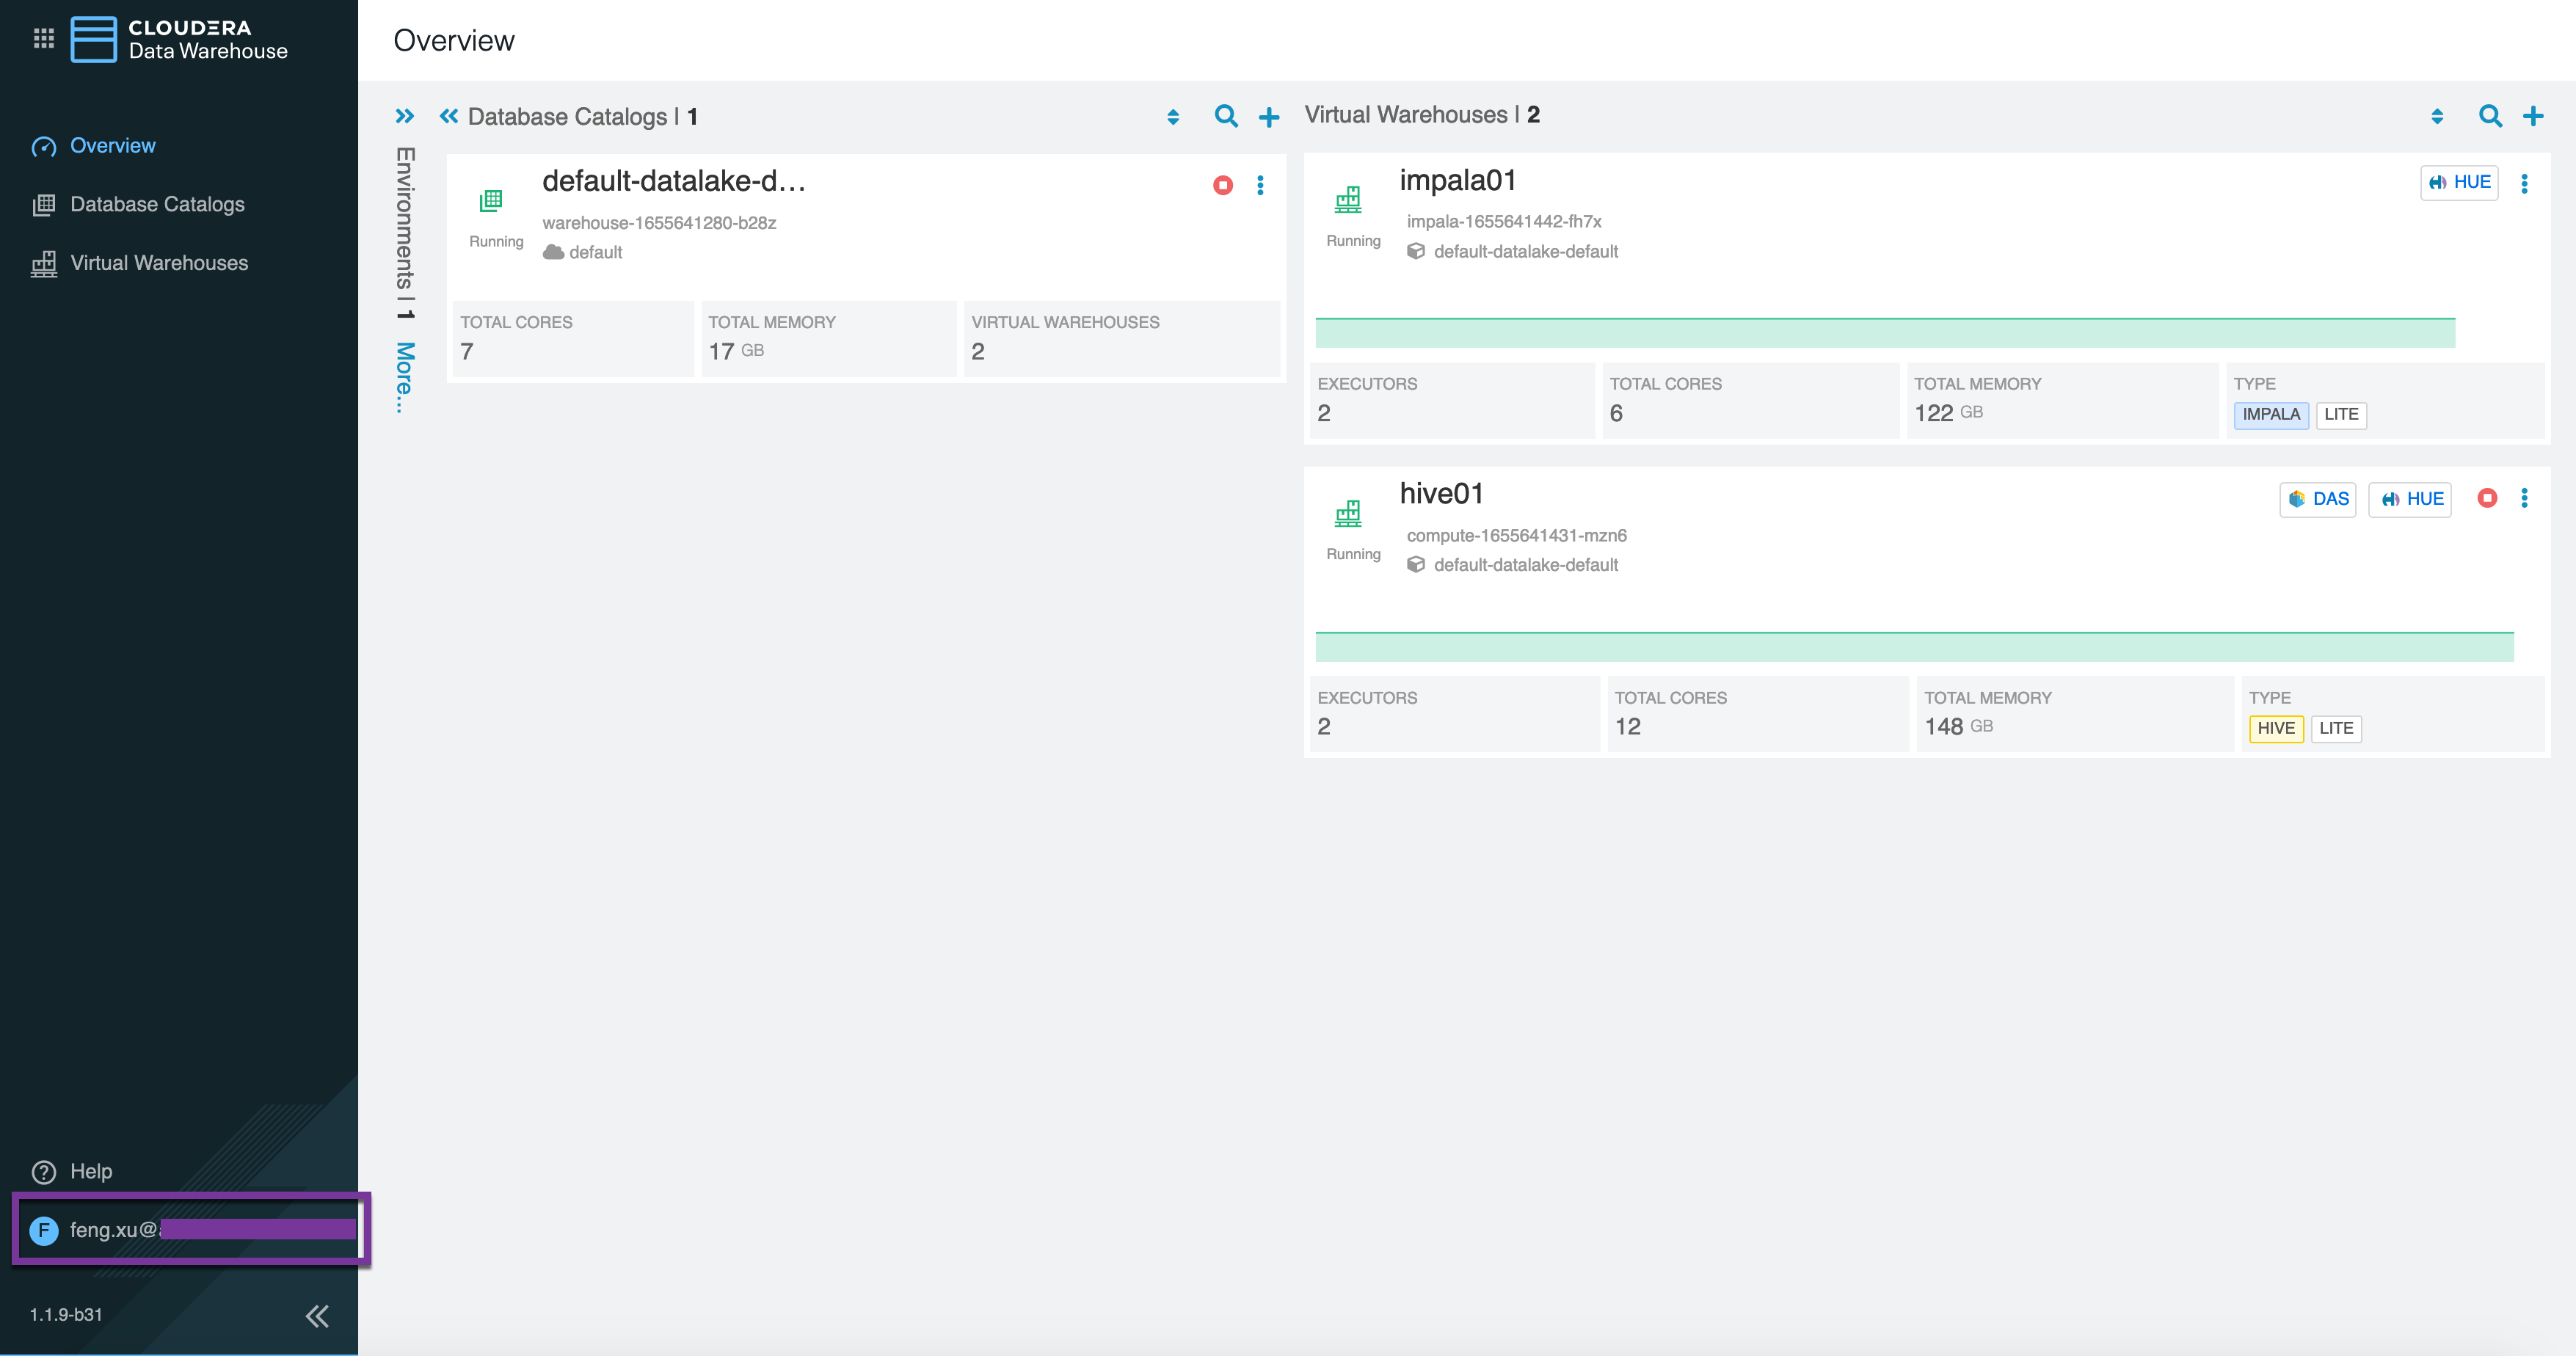 CLOUDERA
Data Warehouse
Overview
Database Catalogs
Virtual Warehouses
Help
F feng.xu@
1.1.9-b31
Overview
Environments | 1 More...
Database Catalogs | 1
default-datalake-d...
warehouse-1655641280-b28z
Running
default
TOTAL CORES
7
TOTAL MEMORY
17 GB
VIRTUAL WAREHOUSES
2
Virtual Warehouses | 2
impala01
HUE
impala-1655641442-fh7x
Running
default-datalake-default
EXECUTORS
2
TOTAL CORES
6
TOTAL MEMORY
122 GB
TYPE
IMPALA LITE
hive01
DAS HUE
compute-1655641431-mzn6
Running
default-datalake-default
EXECUTORS
2
TOTAL CORES
12
TOTAL MEMORY
148 GB
TYPE
HIVE LITE